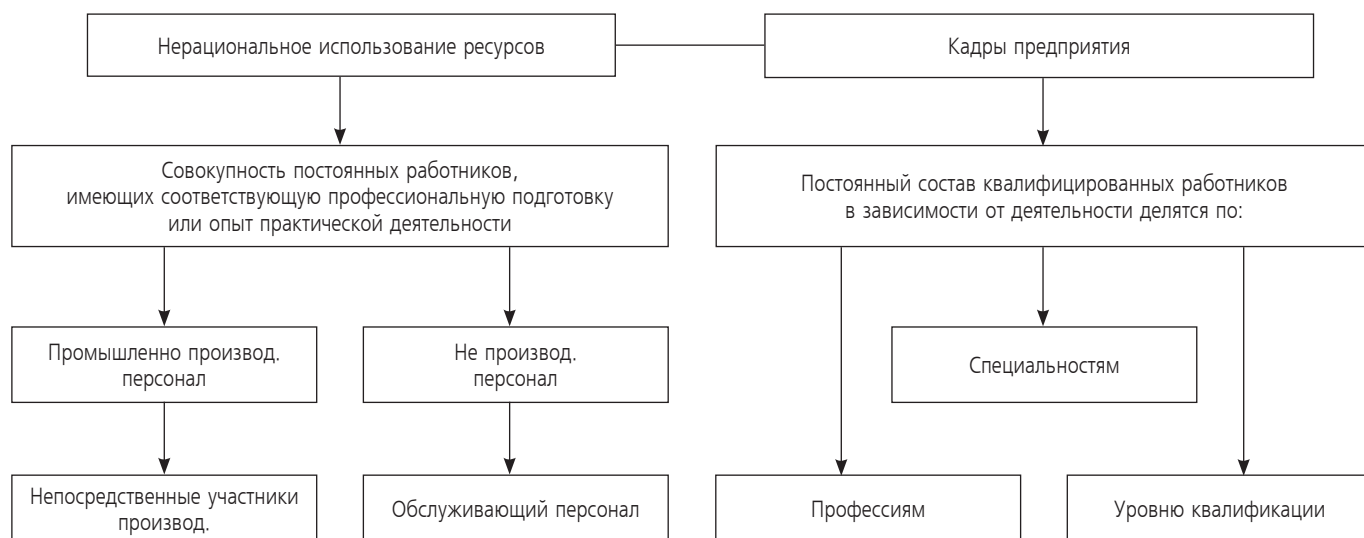 Нерациональное использование ресурсов
Кадры предприятия
Совокупность постоянных работников,
имеющих соответствующую профессиональную подготовку
или опыт практической деятельности
Постоянный состав квалифицированных работников
в зависимости от деятельности делятся по:
Промышленно производ.
персонал
Не производ.
персонал
Специальностям
Непосредственные участники
производ.
Обслуживающий персонал
Профессиям
Уровню квалификации